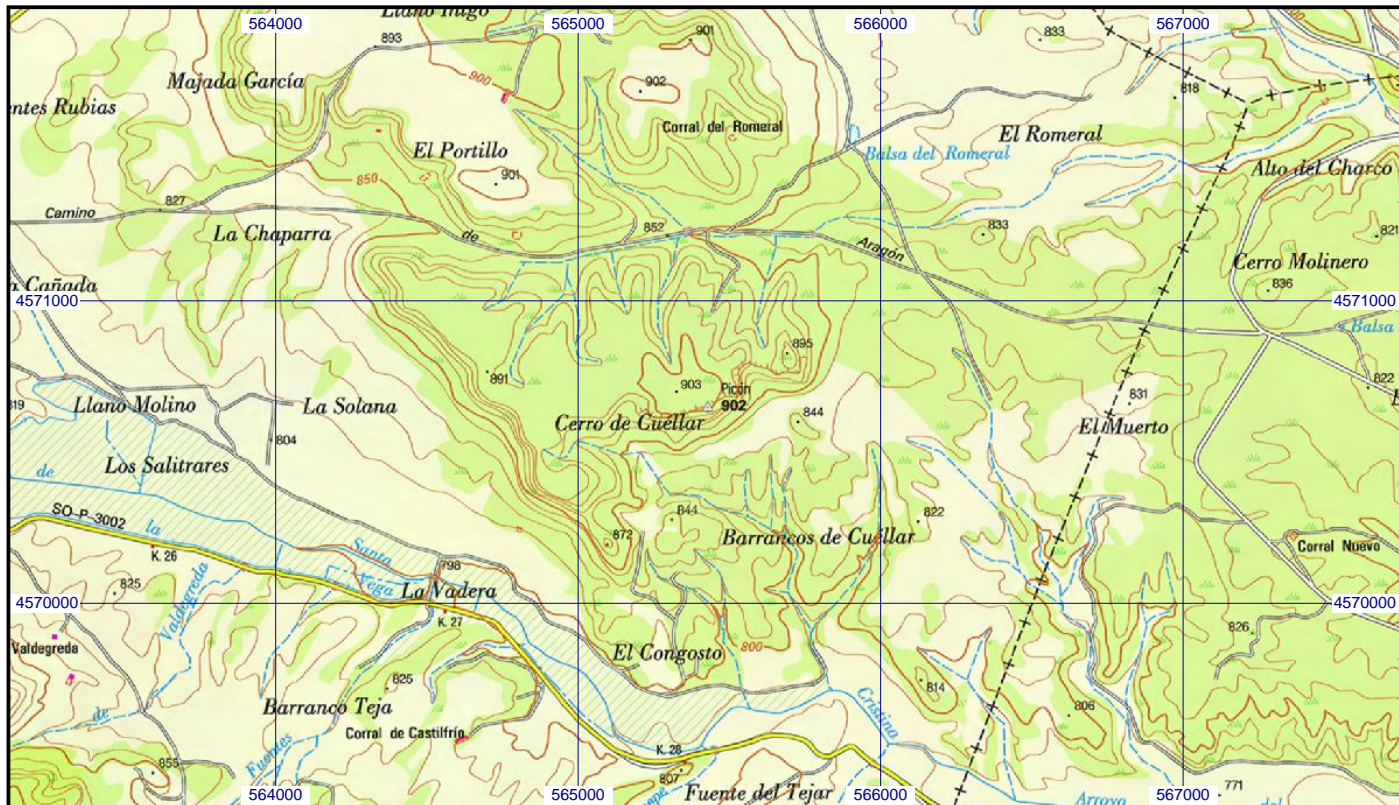 Llano Iñigo
564000
565000
566000
567000
893
901
833
Majada García
900
902
818
entes Rubias
Corral del Romeral
El Romeral
El Portillo
Balsa del Romeral
Alto del Charco
850
901
827
Camino
de
852
Aragón
833
821
La Chaparra
Cerro Molinero
836
a Cañada
4571000
4571000
Balsa
895
891
903
Picón
902
822
831
819
Llano Molino
La Solana
844
Cerro de Cuéllar
El Muerto
804
Los Salitrares
de
SO-P-3002
la
844
822
K. 26
872
Barrancos de Cuéllar
Santa
Corral Nuevo
798
825
Vega
La Vadera
4570000
4570000
Valdegreda
K. 27
826
Valdegreda
El Congosto
800
825
814
Barranco Teja
de
Cristina
806
Corral de Castilfrío
Fuentes
K. 28
855
807
771
Fuente del Tejar
564000
565000
566000
567000
Arroyo
del